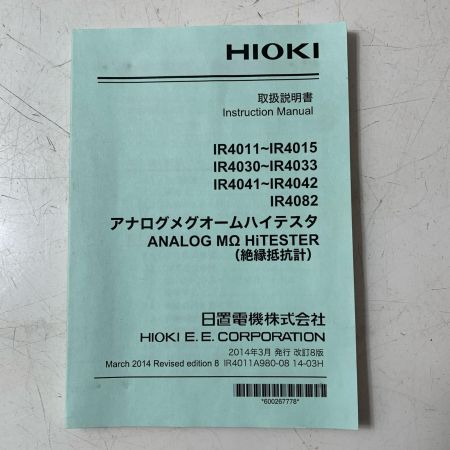 HIOKI
取扱説明書
Instruction Manual
IR4011~IR4015
IR4030~IR4033
IR4041~IR4042
IR4082
アナログメグオームハイテスタ
ANALOG MΩ HiTESTER
(絶縁抵抗計)
日置電機株式会社
HIOKI E. E. CORPORATION
2014年3月 発行 改訂8版
March 2014 Revised edition 8 IR4011A980-08 14-03H
*600267778*